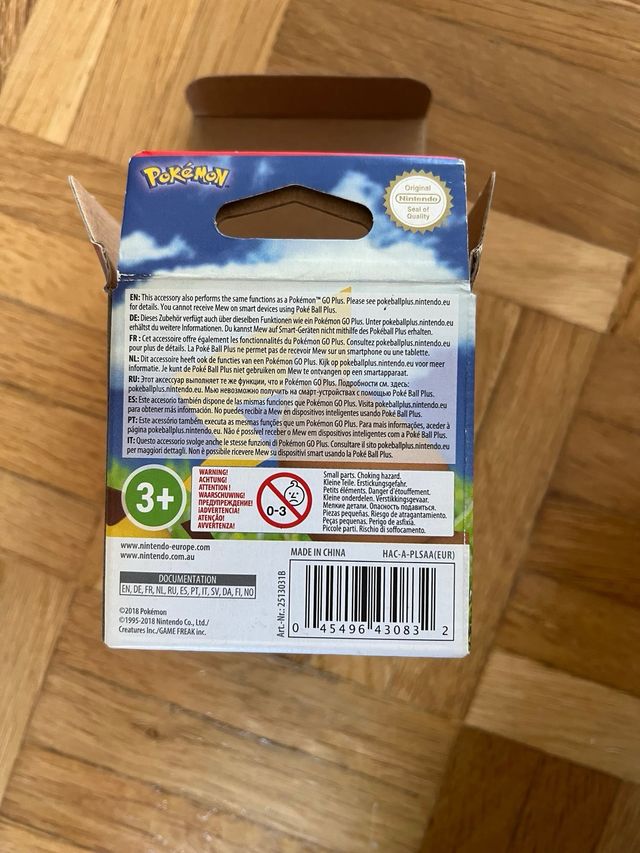 POKéMON™
Original
Nintendo
Seal of
Quality
EN: This accessory also performs the same functions as a Pokémon™ GO Plus. Please see pokeballplus.nintendo.eu
for details. You cannot receive Mew on smart devices using Poké Ball Plus.
DE: Dieses Zubehör verfügt auch über dieselben Funktionen wie ein Pokémon GO Plus. Unter pokeballplus.nintendo.eu
erhältst du weitere Informationen. Du kannst Mew auf Smart-Geräten nicht mithilfe des Pokéball Plus erhalten.
FR : Cet accessoire offre également les fonctionnalités du Pokémon GO Plus. Consultez pokeballplus.nintendo.eu
pour plus de détails. La Poké Ball Plus ne permet pas de recevoir Mew sur un smartphone ou une tablette.
NL: Dit accessoire heeft ook de functies van een Pokémon GO Plus. Kijk op pokeballplus.nintendo.eu voor meer
informatie. Je kunt de Poké Ball Plus niet gebruiken om Mew te ontvangen op een smartapparaat.
RU: Этот аксессуар выполняет те же функции, что и Pokémon GO Plus. Подробности см. здесь:
pokeballplus.nintendo.eu. Мью невозможно получить на смарт-устройствах с помощью Poké Ball Plus.
ES: Este accesorio también dispone de las mismas funciones que Pokémon GO Plus. Visita pokeballplus.nintendo.eu
para obtener más información. No puedes recibir a Mew en dispositivos inteligentes usando Poké Ball Plus.
PT: Este acessório também executa as mesmas funções que um Pokémon GO Plus. Para mais informações, aceder à
página pokeballplus.nintendo.eu. Não é possível receber o Mew em dispositivos inteligentes com a Poké Ball Plus.
IT: Questo accessorio svolge anche le stesse funzioni di Pokémon GO Plus. Consultare il sito pokeballplus.nintendo.eu
per maggiori dettagli. Non è possibile ricevere Mew su dispositivi smart usando la Poké Ball Plus.
3+
WARNING!
ACHTUNG!
ATTENTION !
WAARSCHUWING!
ПРЕДУПРЕЖДЕНИЕ!
¡ADVERTENCIA!
ATENÇÃO!
AVVERTENZA!
0-3
Small parts. Choking hazard.
Kleine Teile. Erstickungsgefahr.
Petits éléments. Danger d'étouffement.
Kleine onderdelen. Verstikkingsgevaar.
Мелкие детали. Опасность подавиться.
Piezas pequeñas. Riesgo de atragantamiento.
Peças pequenas. Perigo de asfixia.
Piccole parti. Rischio di soffocamento.
www.nintendo-europe.com
www.nintendo.com.au
DOCUMENTATION
EN, DE, FR, NL, RU, ES, PT, IT, SV, DA, FI, NO
©2018 Pokémon
©1995-2018 Nintendo Co., Ltd./
Creatures Inc./GAME FREAK inc.
MADE IN CHINA HAC-A-PLSAA(EUR)
Art.-Nr.: 2513031B
0 45496 43083 2